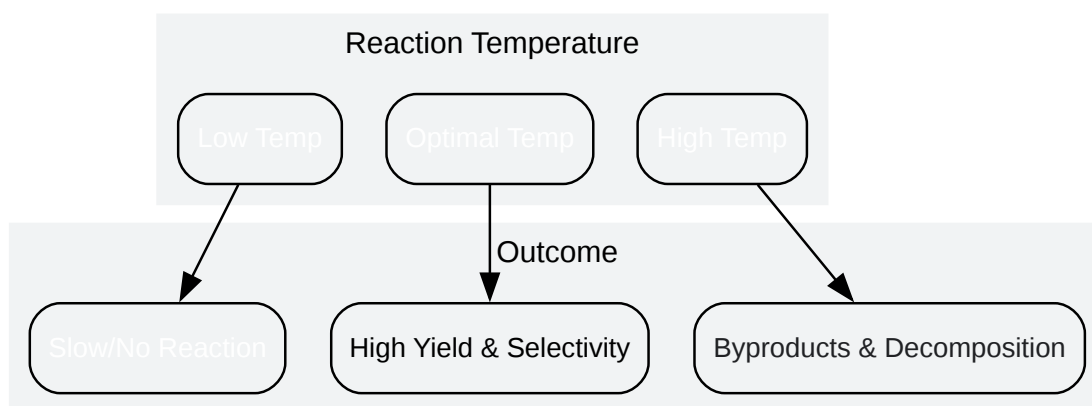 Reaction Temperature
Low Temp
Optimal Temp
High Temp
Outcome
Slow/No Reaction
High Yield & Selectivity
Byproducts & Decomposition